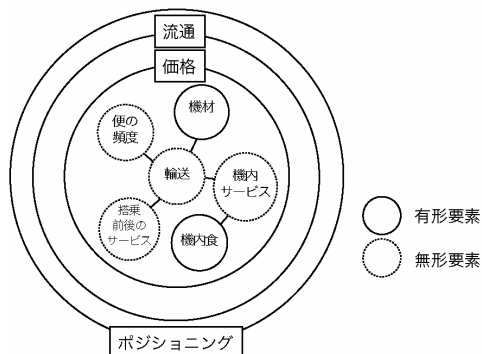 流通
価格
機材
便の
頻度
輸送
機内
サービス
搭乗
前後の
サービス
機内食
有形要素
無形要素
ポジショニング